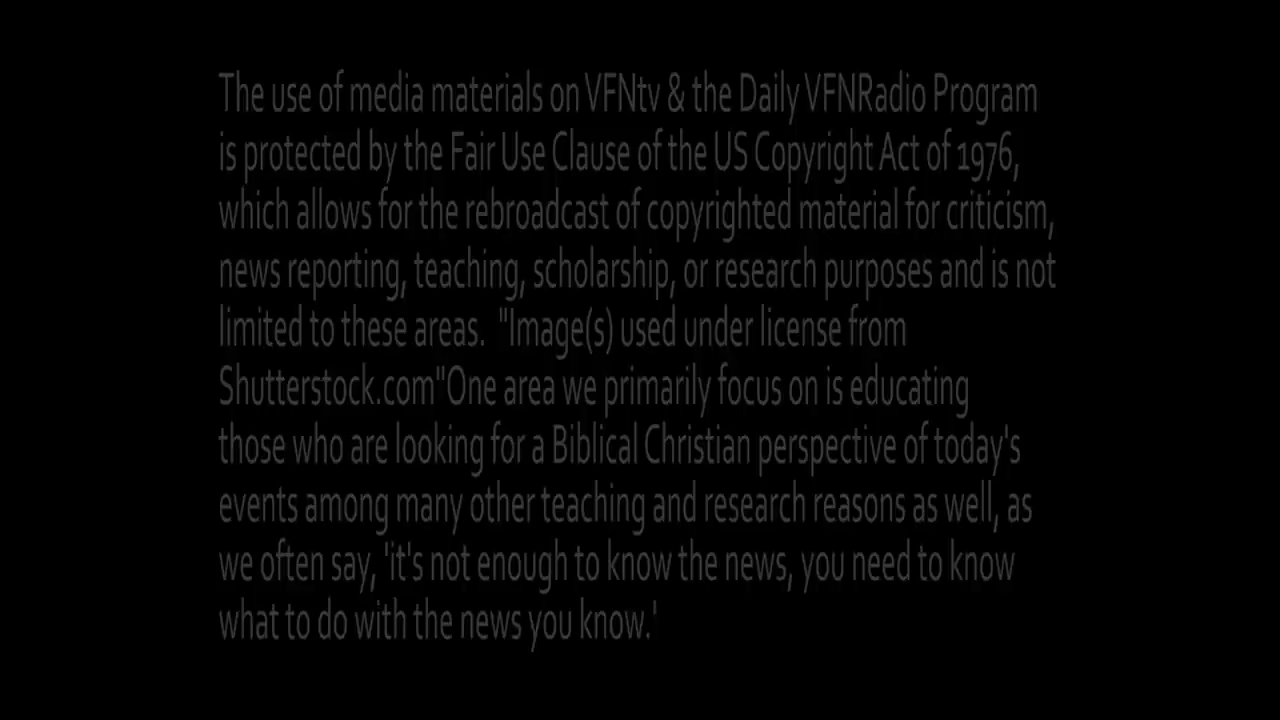 The use of media materials on VFNtv & the Daily VFNRadio Program
is protected by the Fair Use Clause of the US Copyright Act of 1976,
which allows for the rebroadcast of copyrighted material for criticism,
news reporting, teaching, scholarship, or research purposes and is not
limited to these areas.  "Image(s) used under license from
Shutterstock.com"One area we primarily focus on is educating
those who are looking for a Biblical Christian perspective of today's
events among many other teaching and research reasons as well, as
we often say, 'it's not enough to know the news, you need to know
what to do with the news you know.'